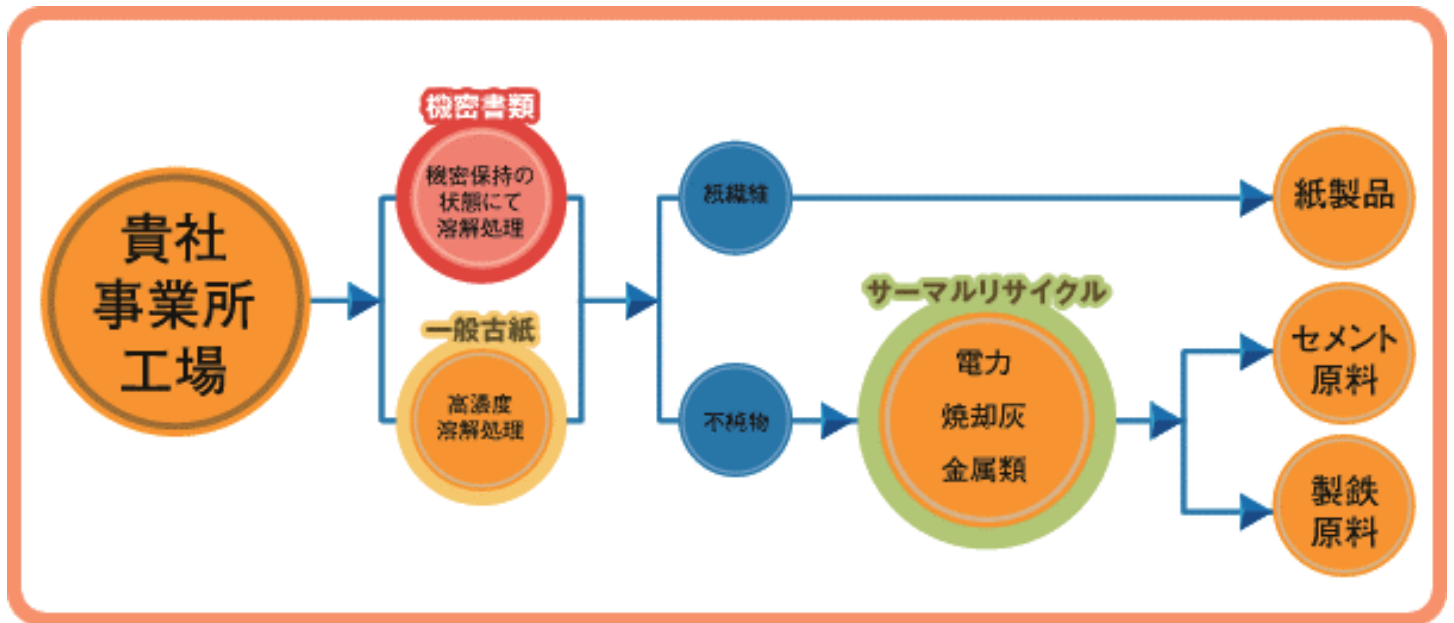 貴社
事業所
工場
機密書類
機密保持の
状態にて
溶解処理
一般古紙
高濃度
溶解処理
紙繊維
不純物
サーマルリサイクル
電力
焼却灰
金属類
紙製品
セメント
原料
製鉄
原料